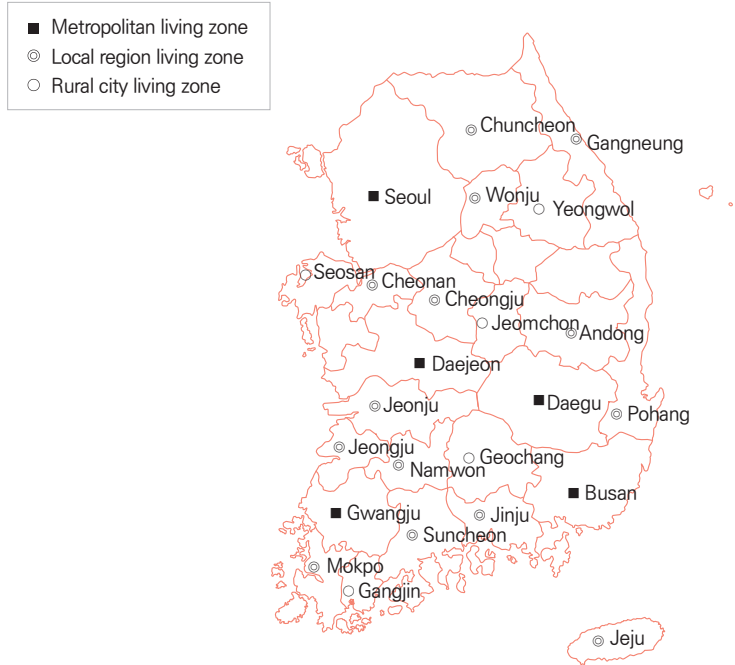 Metropolitan living zone
Local region living zone
Rural city living zone
Chuncheon
Gangneung
Seoul
Wonju
Yeongwol
Seosan
Cheonan
Cheongju
Jeomchon
Andong
Daejeon
Jeonju
Daegu
Pohang
Jeongju
Namwon
Geochang
Busan
Gwangju
Jinju
Suncheon
Mokpo
Gangjin
Jeju